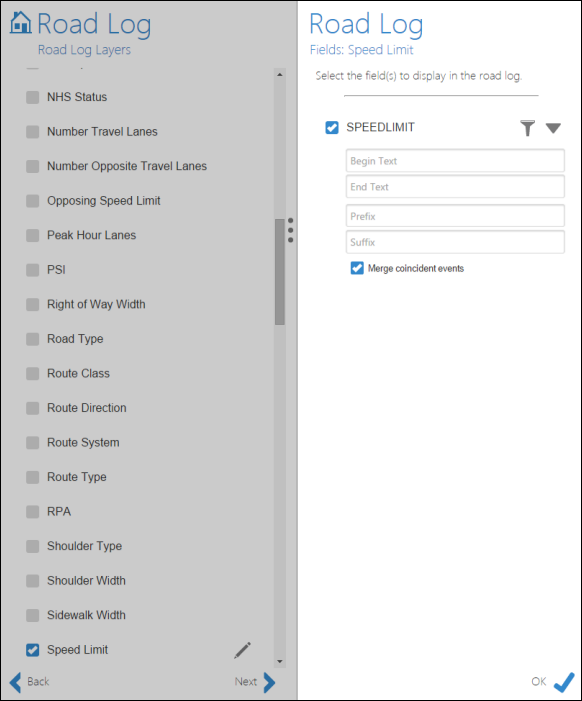 Road Log
Road Log Layers
NHS Status
Number Travel Lanes
Number Opposite Travel Lanes
Opposing Speed Limit
Peak Hour Lanes
PSI
Right of Way Width
Road Type
Route Class
Route Direction
Route System
Route Type
RPA
Shoulder Type
Shoulder Width
Sidewalk Width
Speed Limit
Back
Next
Road Log
Fields: Speed Limit
Select the field(s) to display in the road log.
SPEEDLIMIT
Begin Text
End Text
Prefix
Suffix
Merge coincident events
OK